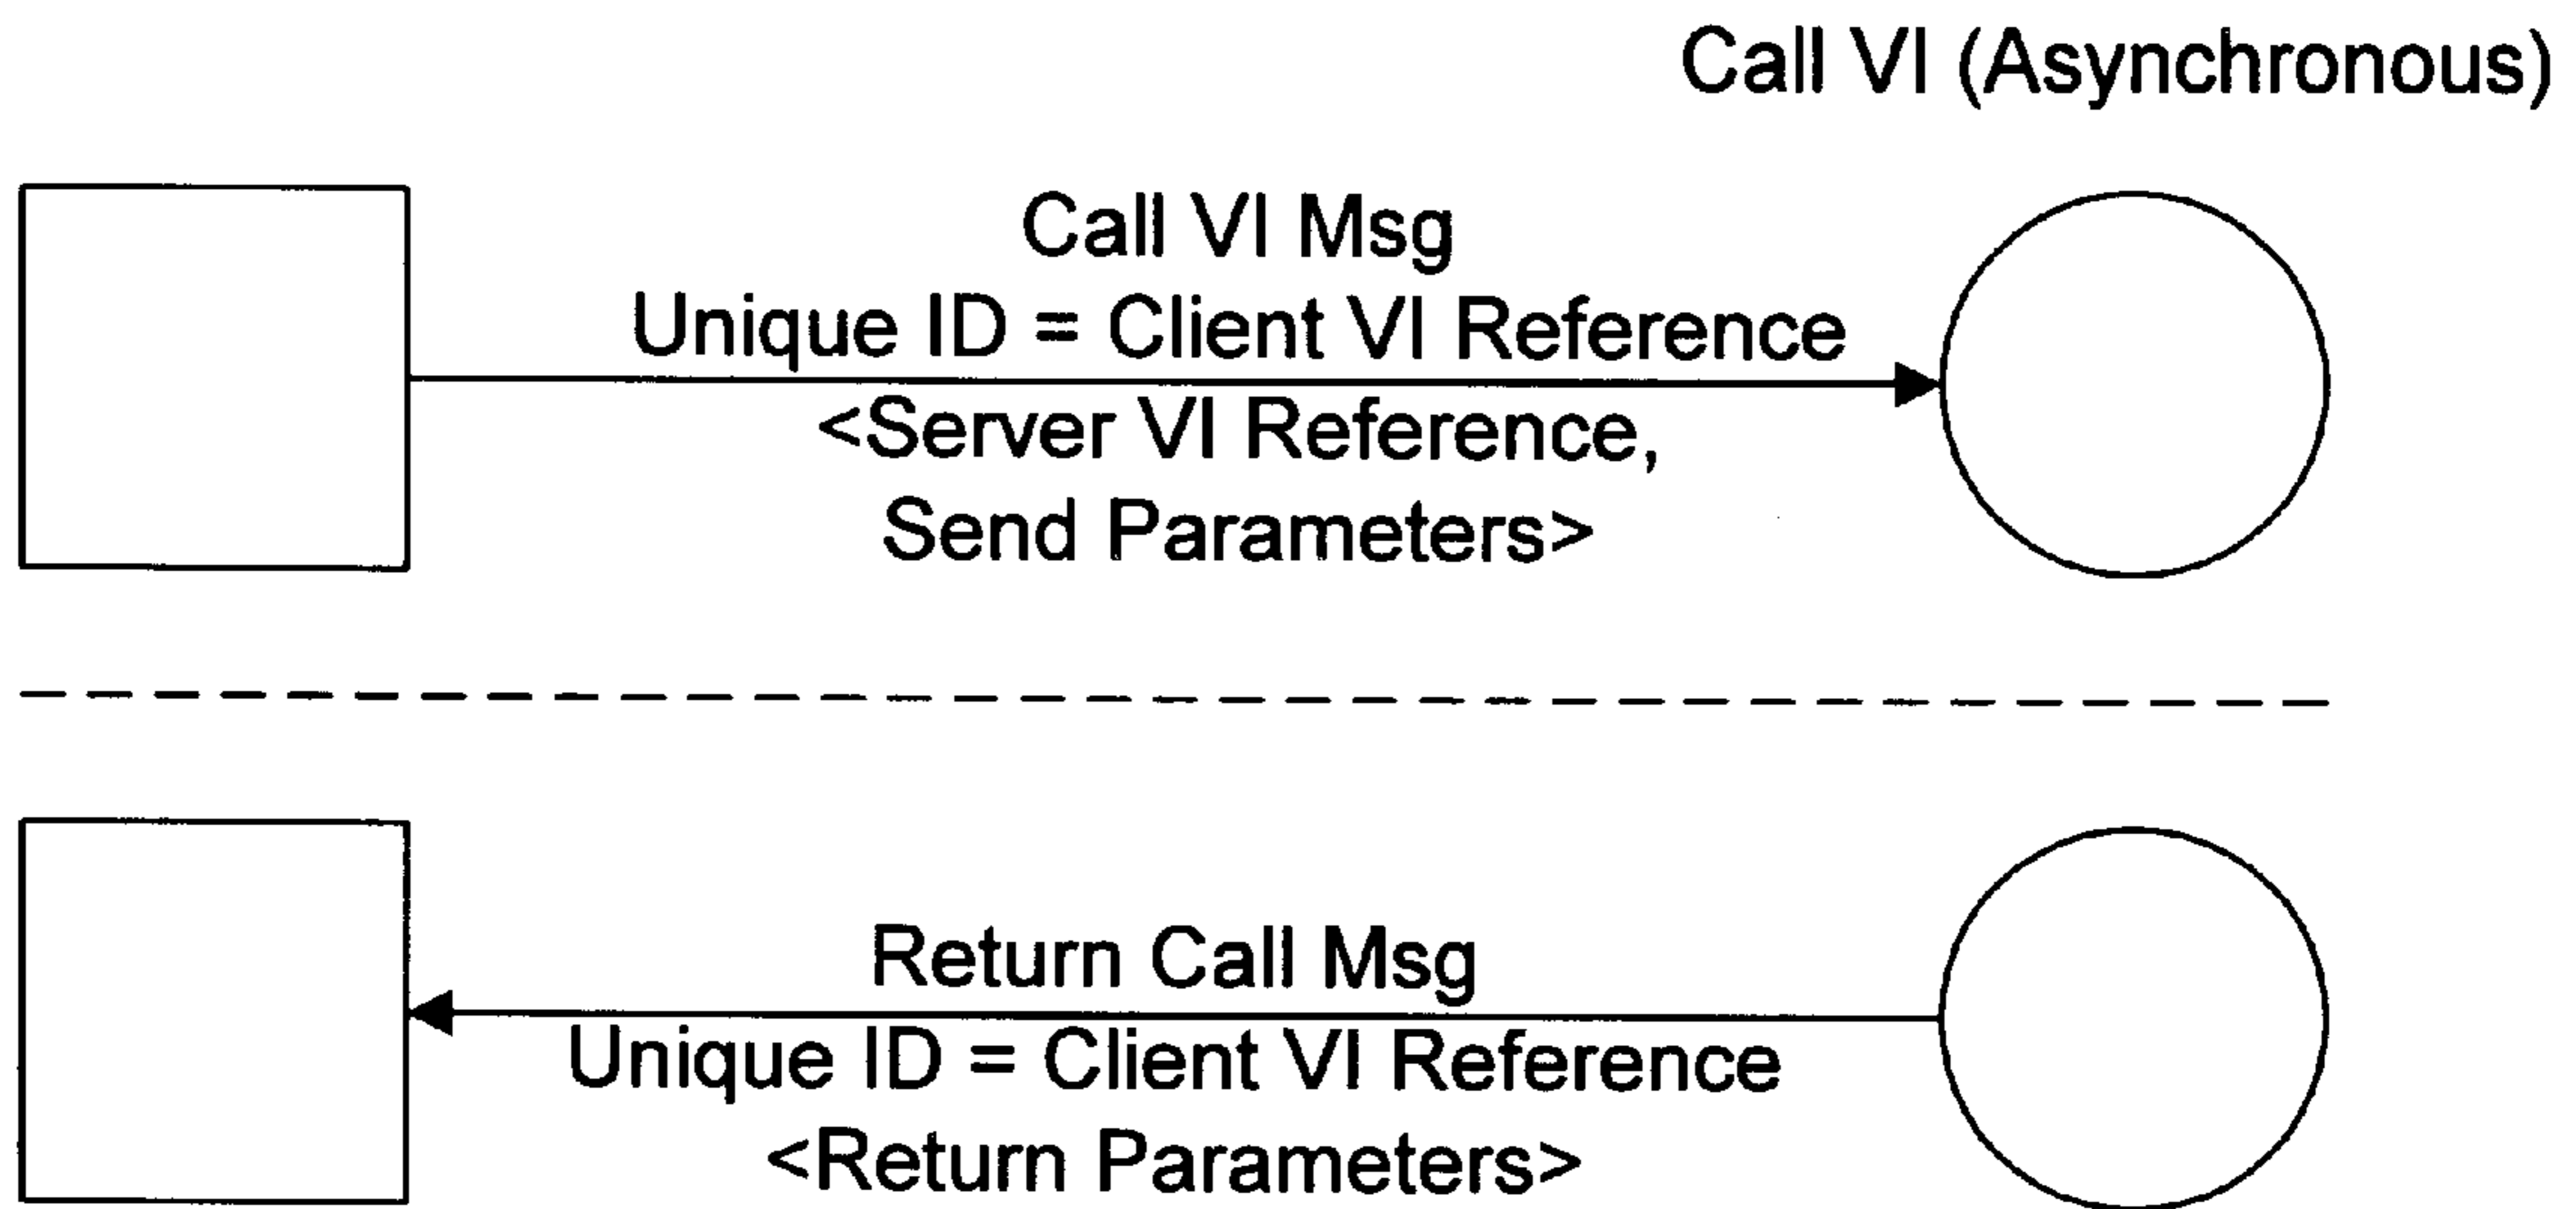 Call VI (Asynchronous)
Call VI Msg
Unique ID = Client VI Reference
<Server VI Reference,
Send Parameters>
Return Call Msg
Unique ID = Client VI Reference
<Return Parameters>